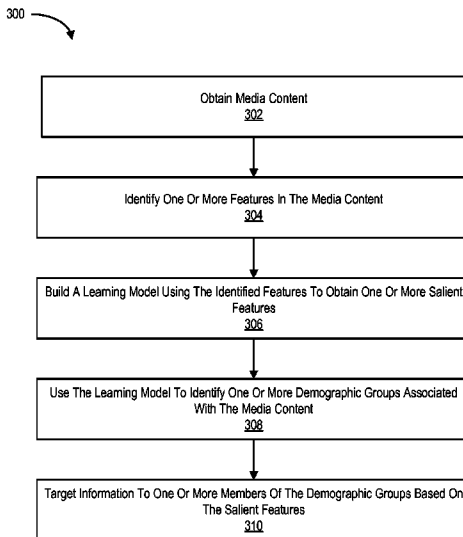 300
Obtain Media Content
302
Identify One Or More Features In The Media Content
304
Build A Learning Model Using The Identified Features To Obtain One Or More Salient
Features
306
Use The Learning Model To Identify One Or More Demographic Groups Associated
With The Media Content
308
Target Information To One Or More Members Of The Demographic Groups Based On
The Salient Features
310